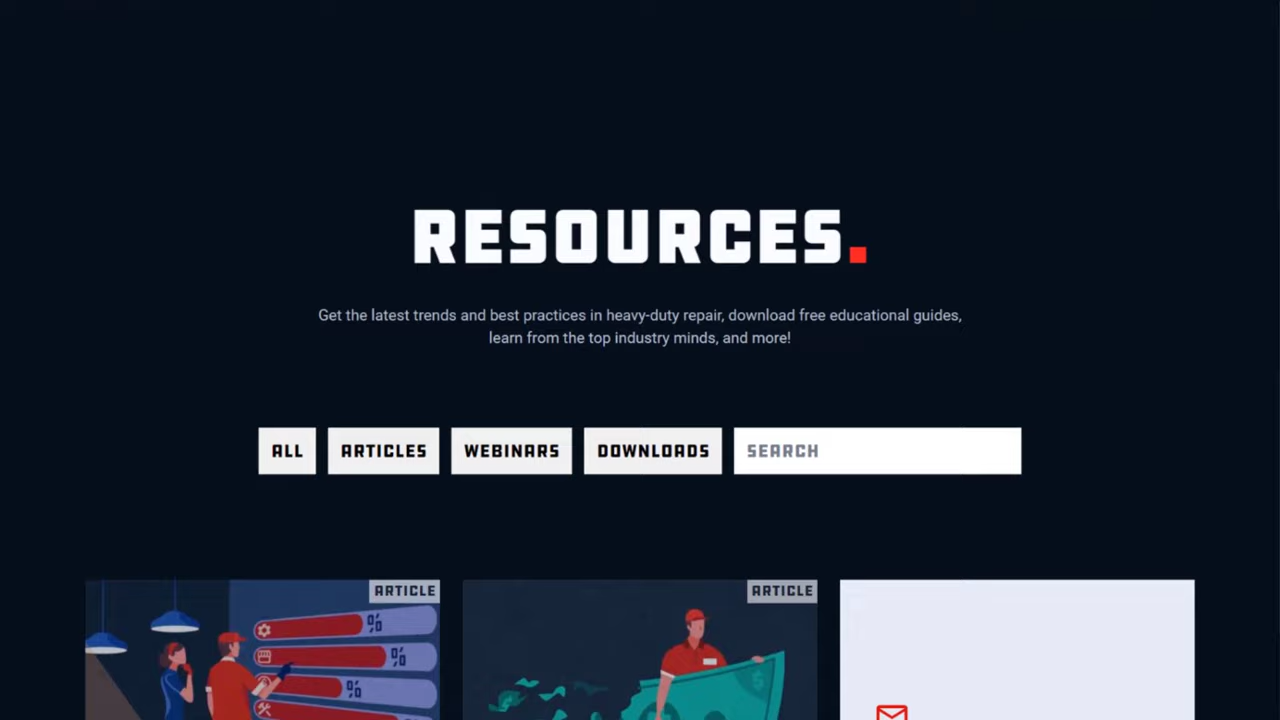 RESOURCES.
Get the latest trends and best practices in heavy-duty repair, download free educational guides,
learn from the top industry minds, and more!
ALL
ARTICLES
WEBINARS
DOWNLOADS
SEARCH
ARTICLE
%
%
%
ARTICLE
$